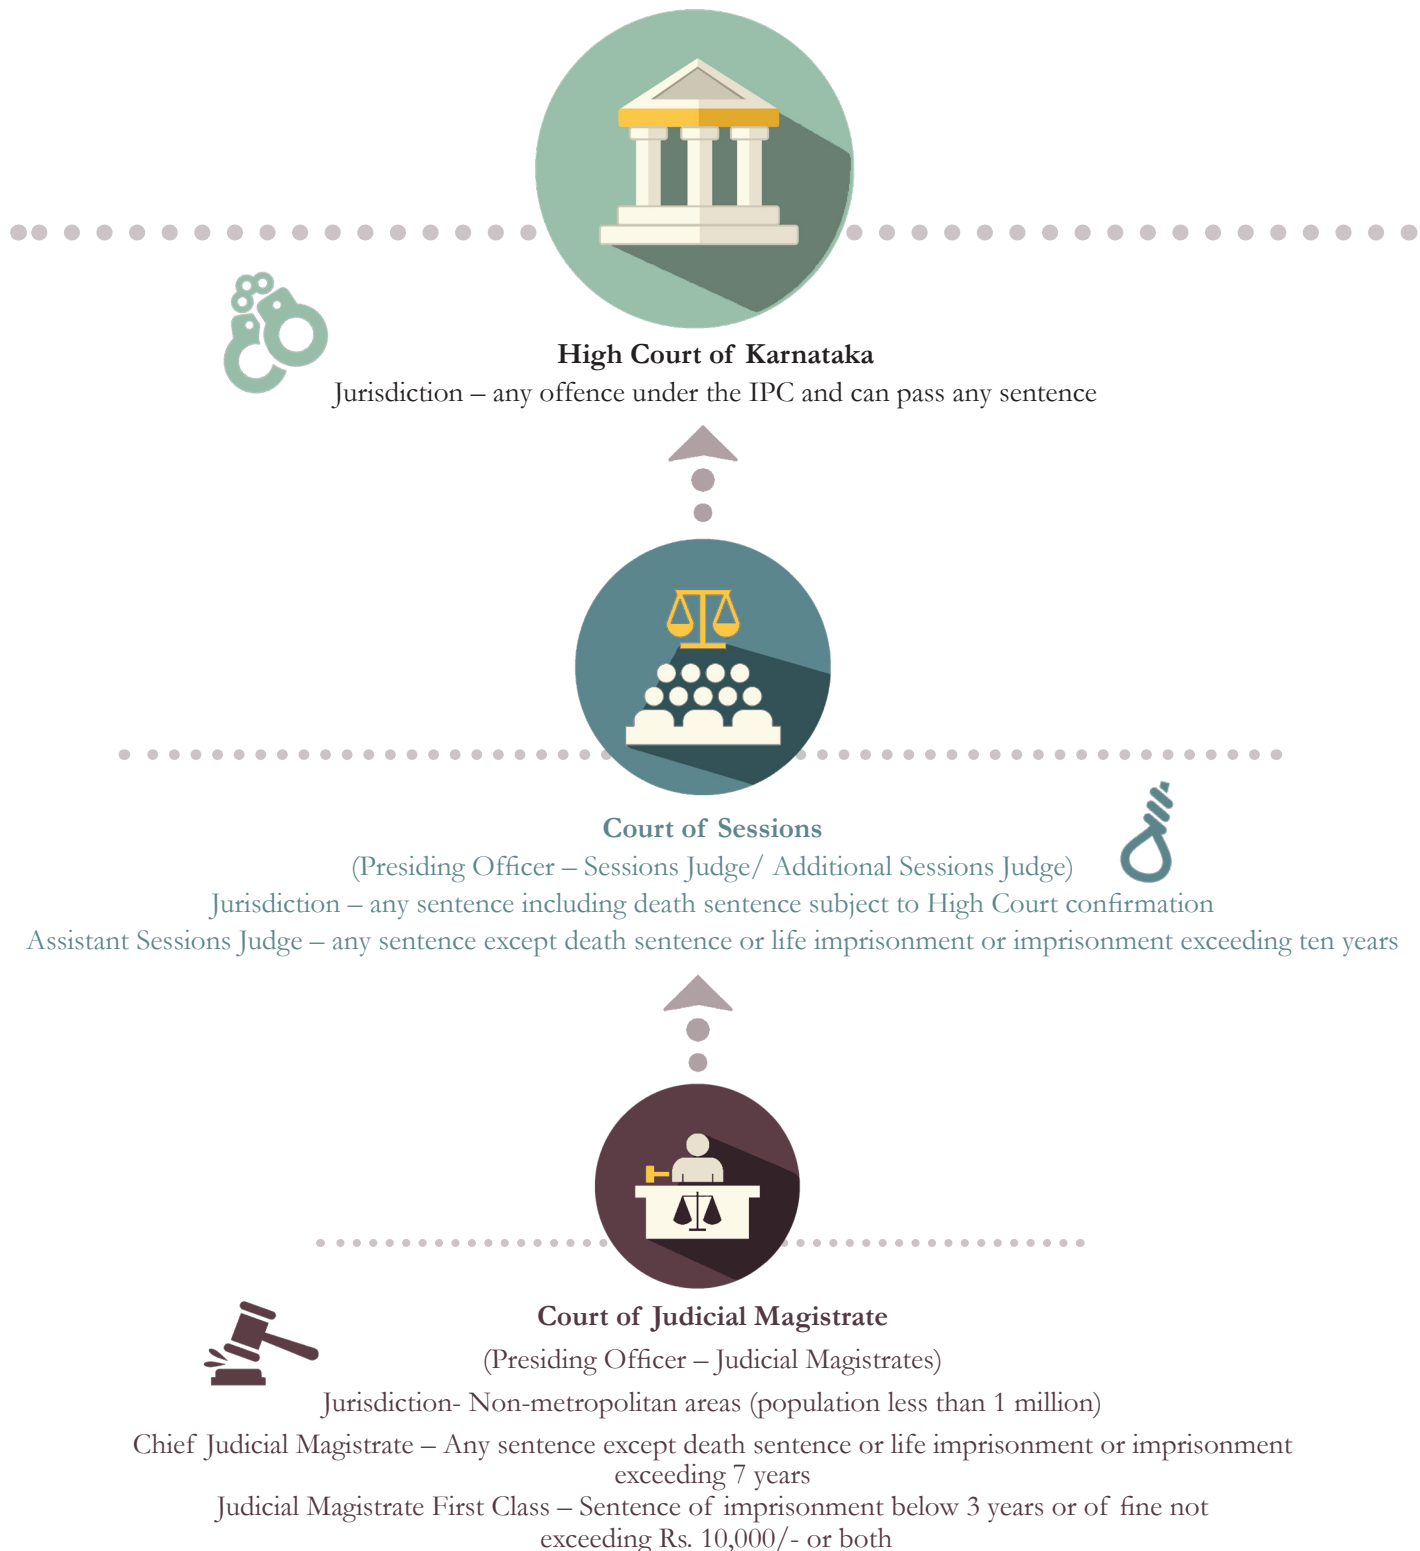 High Court of Karnataka
Jurisdiction – any offence under the IPC and can pass any sentence
Court of Sessions
(Presiding Officer – Sessions Judge/ Additional Sessions Judge)
Jurisdiction – any sentence including death sentence subject to High Court confirmation
Assistant Sessions Judge – any sentence except death sentence or life imprisonment or imprisonment exceeding ten years
Court of Judicial Magistrate
(Presiding Officer – Judicial Magistrates)
Jurisdiction- Non-metropolitan areas (population less than 1 million)
Chief Judicial Magistrate – Any sentence except death sentence or life imprisonment or imprisonment
exceeding 7 years
Judicial Magistrate First Class – Sentence of imprisonment below 3 years or of fine not
exceeding Rs. 10,000/- or both